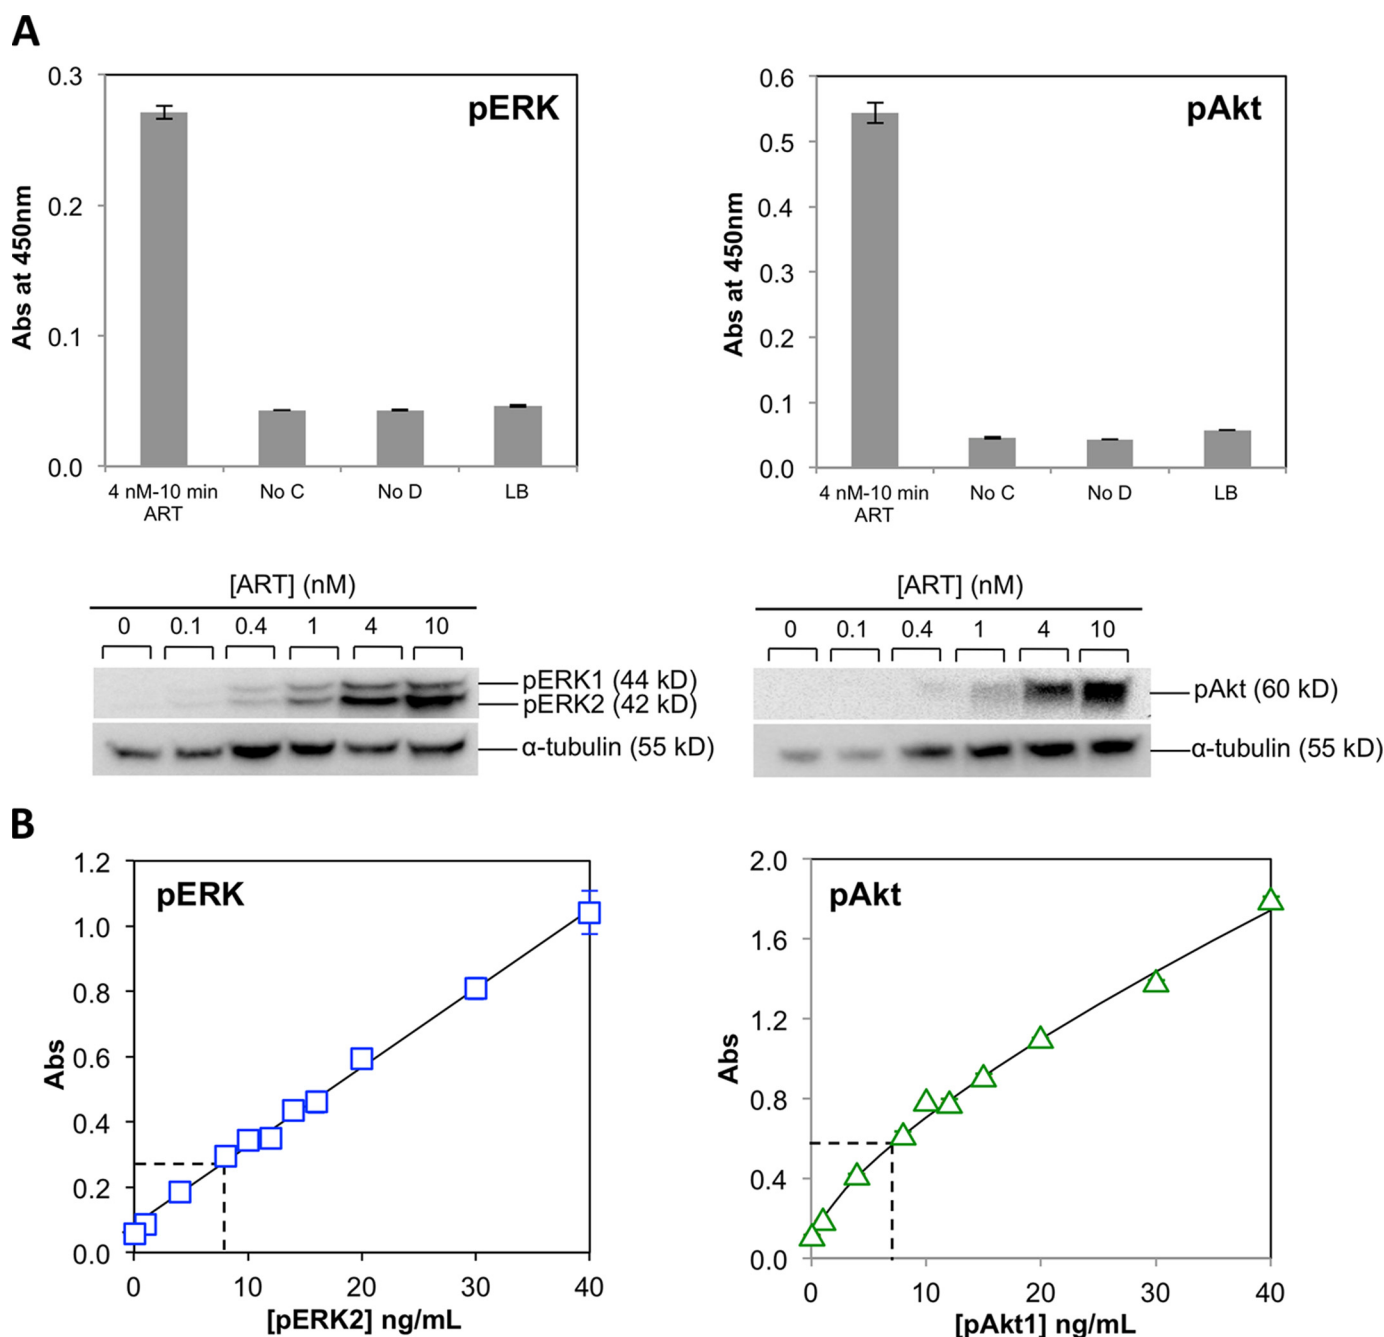 A
pERK
0.3
0.2
0.1
0.0
Abs at 450nm
4 nM-10 min
ART
No C
No D
LB
pAkt
0.6
0.5
0.4
0.3
0.2
0.1
0.0
Abs at 450nm
4 nM-10 min
ART
No C
No D
LB
[ART] (nM)
0 0.1 0.4 1 4 10
pERK1 (44 kD)
pERK2 (42 kD)
α-tubulin (55 kD)
[ART] (nM)
0 0.1 0.4 1 4 10
pAkt (60 kD)
α-tubulin (55 kD)
B
pERK
1.2
1.0
0.8
0.6
0.4
0.2
0.0
Abs
0 10 20 30 40
[pERK2] ng/mL
pAkt
2.0
1.6
1.2
0.8
0.4
0.0
Abs
0 10 20 30 40
[pAkt1] ng/mL